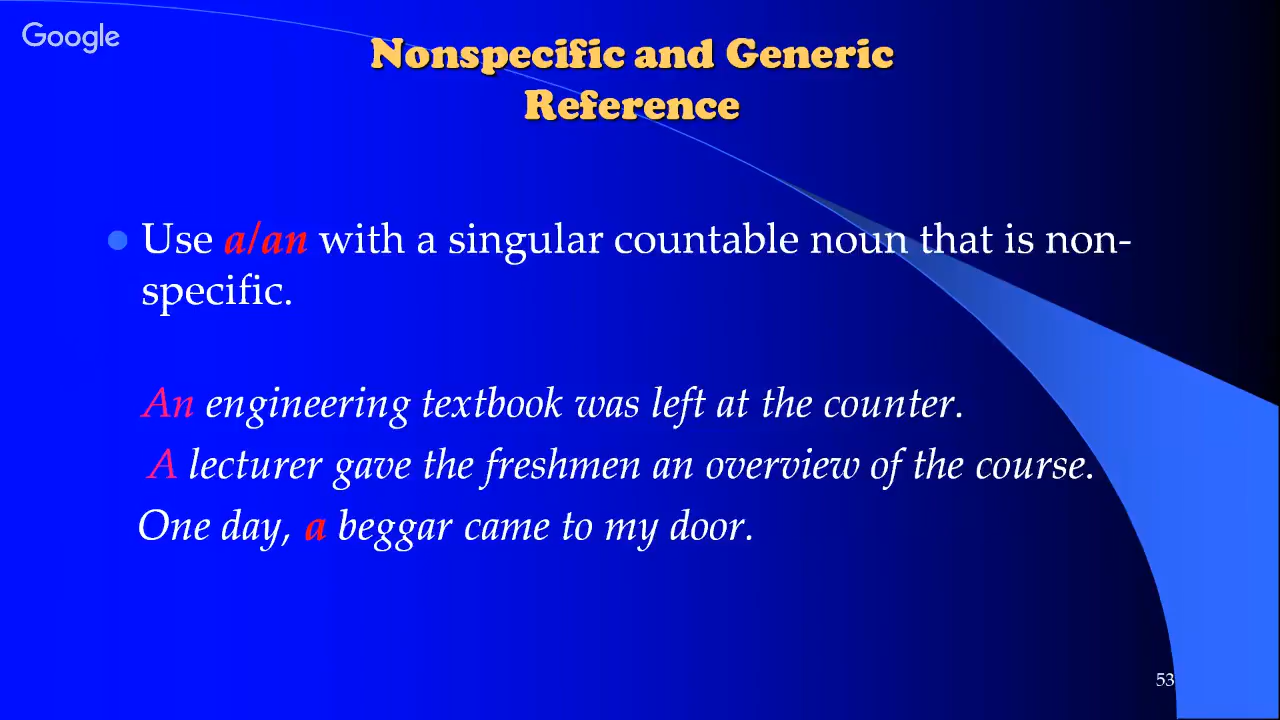 Google
Nonspecific and Generic
Reference
Use a/an with a singular countable noun that is non-
specific.
An engineering textbook was left at the counter.
A lecturer gave the freshmen an overview of the course.
One day, a beggar came to my door.
53